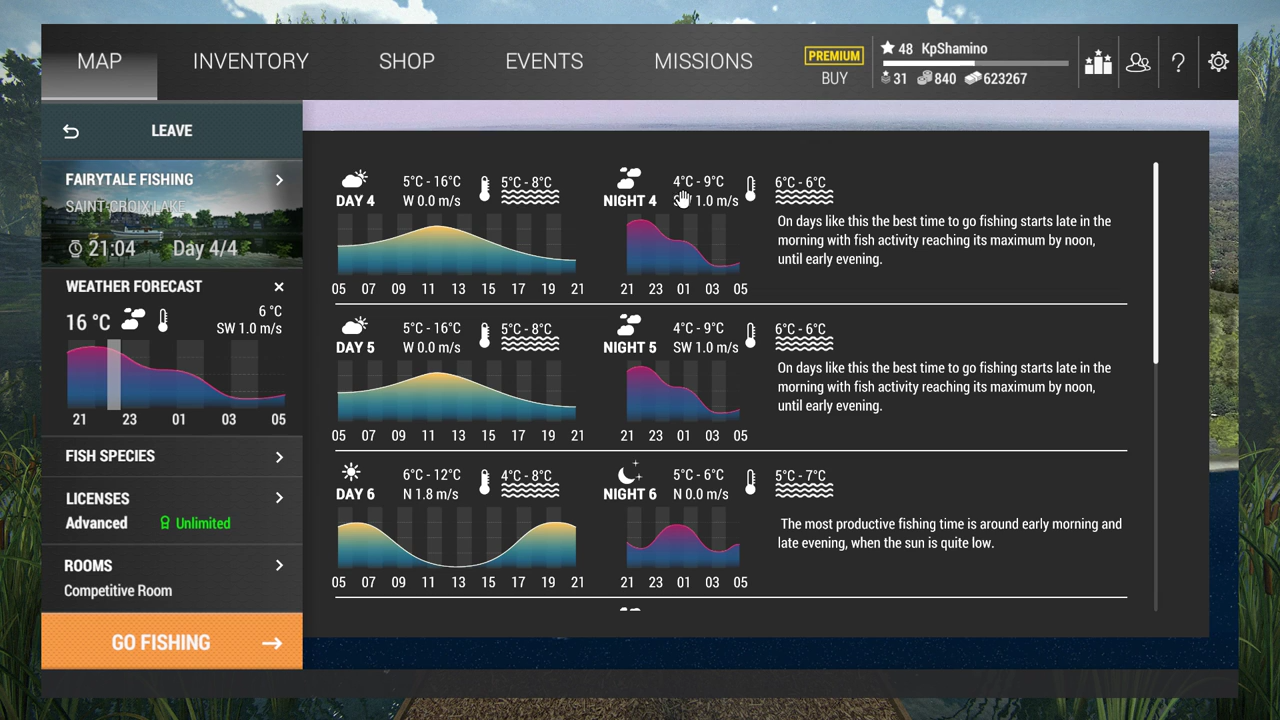 MAP
INVENTORY
SHOP
EVENTS
MISSIONS
PREMIUM
BUY
48 KpShamino
31 840 623267
LEAVE
FAIRYTALE FISHING
SAINT-CROIX LAKE
21:04 Day 4/4
WEATHER FORECAST
16 °C
6 °C
SW 1.0 m/s
21 23 01 03 05
FISH SPECIES
LICENSES
Advanced Unlimited
ROOMS
Competitive Room
GO FISHING
DAY 4
5°C - 16°C
W 0.0 m/s
5°C - 8°C
05 07 09 11 13 15 17 19 21
NIGHT 4
4°C - 9°C
1.0 m/s
6°C - 6°C
21 23 01 03 05
On days like this the best time to go fishing starts late in the
morning with fish activity reaching its maximum by noon,
until early evening.
DAY 5
5°C - 16°C
W 0.0 m/s
5°C - 8°C
05 07 09 11 13 15 17 19 21
NIGHT 5
4°C - 9°C
SW 1.0 m/s
6°C - 6°C
21 23 01 03 05
On days like this the best time to go fishing starts late in the
morning with fish activity reaching its maximum by noon,
until early evening.
DAY 6
6°C - 12°C
N 1.8 m/s
4°C - 8°C
05 07 09 11 13 15 17 19 21
NIGHT 6
5°C - 6°C
N 0.0 m/s
5°C - 7°C
21 23 01 03 05
The most productive fishing time is around early morning and
late evening, when the sun is quite low.